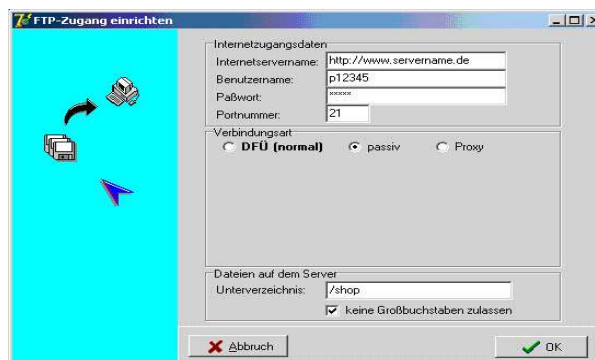 FTP-Zugang einrichten
Internetzugangsdaten
Internetservername: http://www.servername.de
Benutzername: p12345
Paßwort: *****
Portnummer: 21
Verbindungsart
DFÜ (normal) passiv Proxy
Dateien auf dem Server
Unterverzeichnis: /shop
keine Großbuchstaben zulassen
Abbruch OK